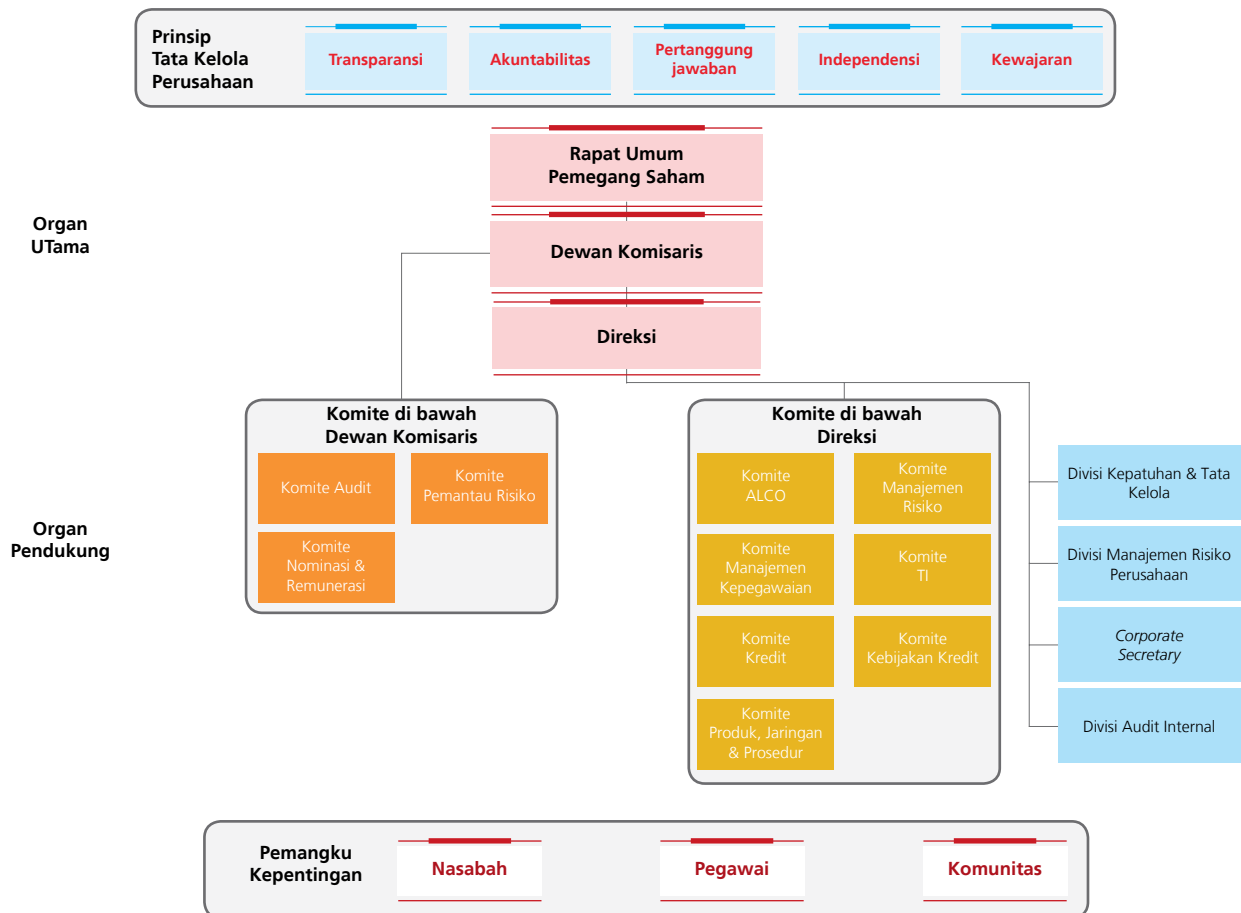 Prinsip
Tata Kelola
Perusahaan
Transparansi
Akuntabilitas
Pertanggung
jawaban
Independensi
Kewajaran
Rapat Umum
Pemegang Saham
Organ
UTama
Dewan Komisaris
Direksi
Komite di bawah
Dewan Komisaris
Komite Audit
Komite
Pemantau Risiko
Komite
Nominasi &
Remunerasi
Komite di bawah
Direksi
Komite
ALCO
Komite
Manajemen
Risiko
Komite
Manajemen
Kepegawaian
Komite
TI
Komite
Kredit
Komite
Kebijakan Kredit
Komite
Produk, Jaringan
& Prosedur
Divisi Kepatuhan & Tata
Kelola
Divisi Manajemen Risiko
Perusahaan
Corporate
Secretary
Divisi Audit Internal
Organ
Pendukung
Pemangku
Kepentingan
Nasabah
Pegawai
Komunitas